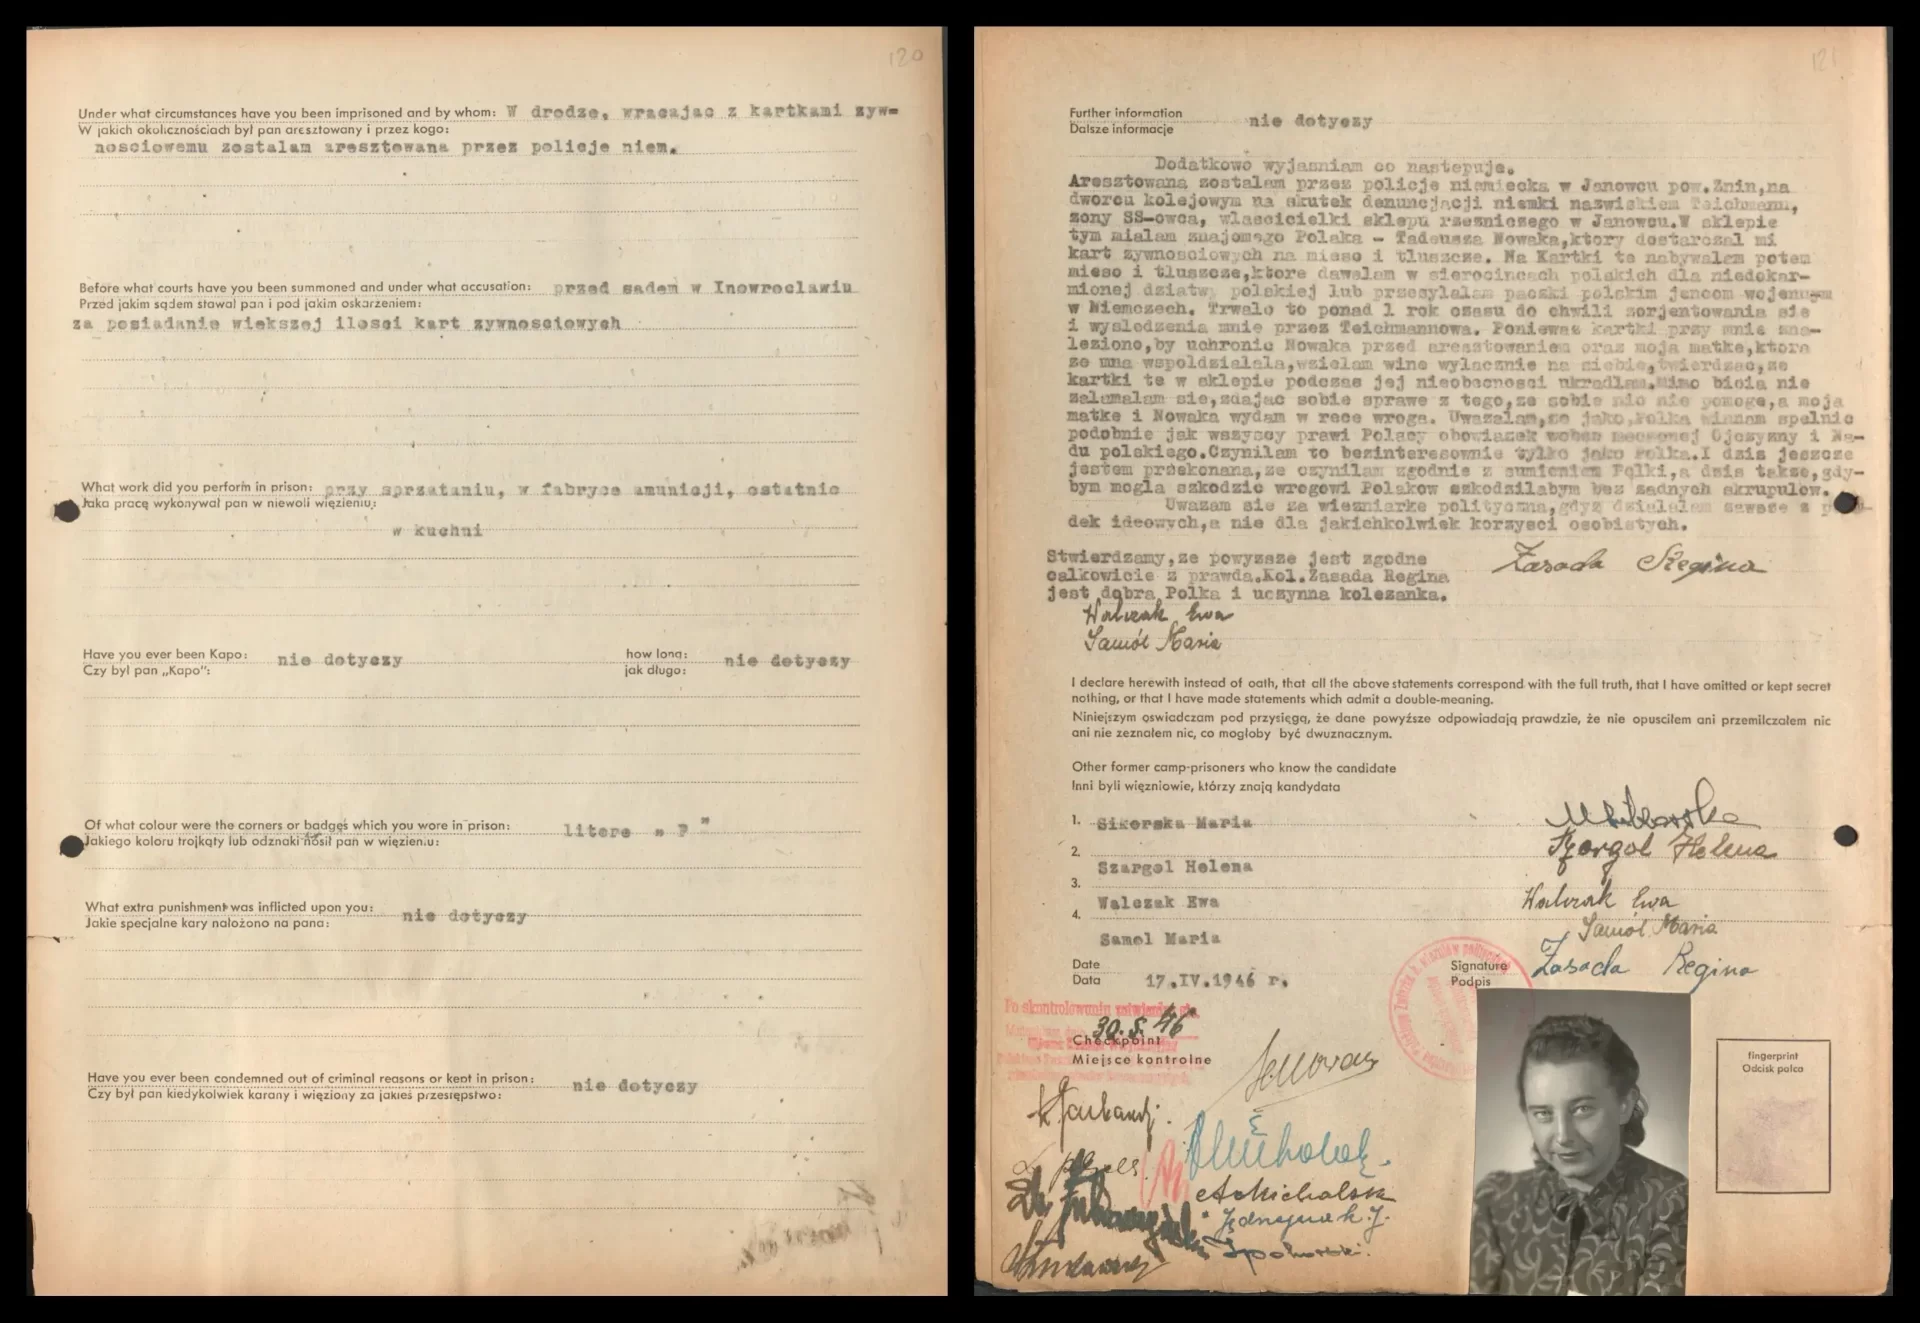 120
Under what circumstances have you been imprisoned and by whom: W drodze, wracajac z kartkami zyw=
W jakich okolicznościach był pan aresztowany i przez kogo:
nosciowemu zostalam aresztowana przez policje niem.
Before what courts have you been summoned and under what accusation: przed sadem w Inowroclawiu
Przed jakim sądem stawał pan i pod jakim oskarżeniem:
za posiadanie wiekszej ilosci kart zywnosciowych
What work did you perform in prison: przy sprzataniu, w fabryce amunicji, ostatnio
Jaka pracę wykonywał pan w niewoli więzieniu:
w kuchni
Have you ever been Kapo: nie dotyczy how long: nie dotyczy
Czy był pan „Kapo": jak długo:
Of what colour were the corners or badges which you wore in prison: litere „ P "
Jakiego koloru trojkąty lub odznaki nosił pan w więzieniu:
What extra punishment was inflicted upon you: nie dotyczy
Jakie specjalne kary nałożono na pana:
Have you ever been condemned out of criminal reasons or kept in prison: nie dotyczy
Czy był pan kiedykolwiek karany i więziony za jakieś przestępstwo:
121
Further information nie dotyczy
Dalsze informacje
Dodatkowo wyjasniam co nastepuje.
Aresztowana zostalam przez policje niemiecka w Janowcu pow.Znin,na
dworcu kolejowym na skutek denuncjacji niemki nazwiskiem Teichmann,
zony SS-owca, wlascicielki sklepu rzezniczego w Janowcu.W sklepie
tym mialam znajomego Polaka - Tadeusza Nowaka,ktory dostarczal mi
kart zywnosciowych na mieso i tluszcze. Na Kartki te nabywalam potem
mieso i tluszcze,ktore dawalam w sierocincach polskich dla niedokar-
mionej dziatwy polskiej lub przesylalam paczki polskim jencom wojennym
w Niemczech. Trwalo to ponad 1 rok czasu do chwili zorjentowania sie
i wysledzenia mnie przez Teichmannowa. Poniewaz kartki przy mnie zna-
leziono,by uchronic Nowaka przed aresztowaniem oraz moja matke,ktora
ze mna wspoldzialala,wzielam wine wylacznie na siebie,twierdzac,ze
kartki te w sklepie podczas jej nieobecnosci ukradlam.Mimo bicia nie
zalamalam sie,zdajac sobie sprawe z tego,ze sobie nic nie pomoge,a moja
matke i Nowaka wydam w rece wroga. Uwazalam,ze jako Polka winnam spelnic
podobnie jak wszyscy prawi Polacy obowiazek wobec meczonej Ojczyzny i Na-
du polskiego.Czynilam to bezinteresownie tylko jako Polka.I dzis jeszcze
jestem przekonana,ze czynilam zgodnie z sumieniem Polki,a dzis takze,gdy-
bym mogla szkodzic wrogowi Polakow szkodzilabym bez zadnych skrupulow.
Uwazam sie za wiezniarke polityczna,gdyz dzialalam zawsze z
dek ideowych,a nie dla jakichkolwiek korzysci osobistych.
Stwierdzamy,ze powyzsze jest zgodne
calkowicie z prawda.Kol.Zasada Regina
jest dobra Polka i uczynna kolezanka.
Zasada Regina
Walczak Ewa
Samól Maria
I declare herewith instead of oath, that all the above statements correspond with the full truth, that I have omitted or kept secret
nothing, or that I have made statements which admit a double-meaning.
Niniejszym oswiadczam pod przysięgą, że dane powyższe odpowiadają prawdzie, że nie opuscilem ani przemilczałem nic
ani nie zeznałem nic, co mogłoby być dwuznacznym.
Other former camp-prisoners who know the candidate
Inni byli więzniowie, którzy znają kandydata
1. Sikorska Maria
2. Szargol Helena Szargol Helena
3. Walczak Ewa Walczak Ewa
4. Samol Maria Samól Maria
Date
Data 17.IV.1946 r.
Signature Zasada Regina
Podpis
Po skontrolowaniu
30.5.46
Checkpoint
Miejsce kontrolne
fingerprint
Odcisk palca